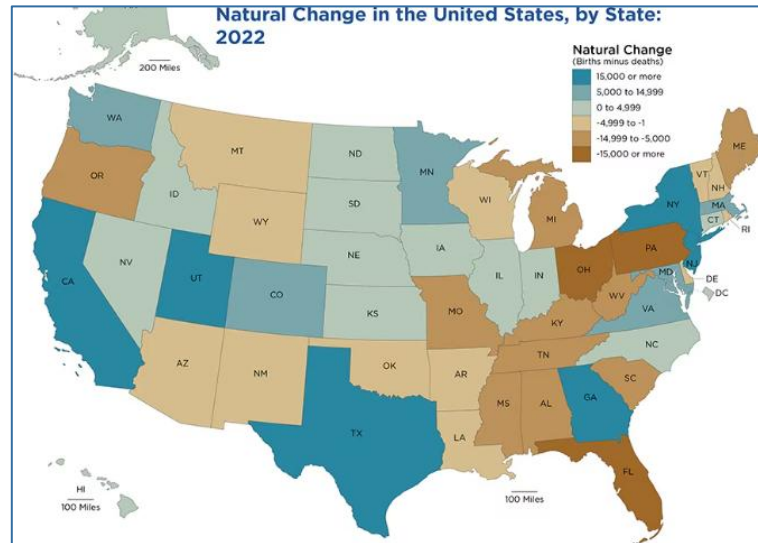 Natural Change in the United States, by State:
2022
200 Miles
Natural Change
(Births minus deaths)
15,000 or more
5,000 to 14,999
0 to 4,999
-4,999 to -1
-14,999 to -5,000
-15,000 or more
WA
MT
ND
MN
ME
OR
ID
SD
WI
MI
VT
NH
NY
MA
CT
RI
WY
IA
NE
PA
NJ
NV
UT
CO
IL
IN
OH
MD
DE
DC
CA
KS
MO
WV
VA
KY
NC
TN
AZ
NM
OK
AR
SC
MS
AL
GA
TX
LA
FL
HI
100 Miles
100 Miles